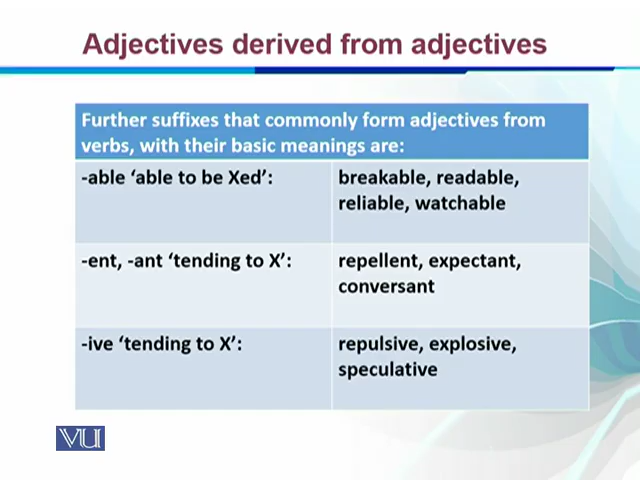 Adjectives derived from adjectives
Further suffixes that commonly form adjectives from
verbs, with their basic meanings are:
-able ‘able to be Xed’:
breakable, readable,
reliable, watchable
-ent, -ant ‘tending to X’:
repellent, expectant,
conversant
-ive ‘tending to X’:
repulsive, explosive,
speculative
VU